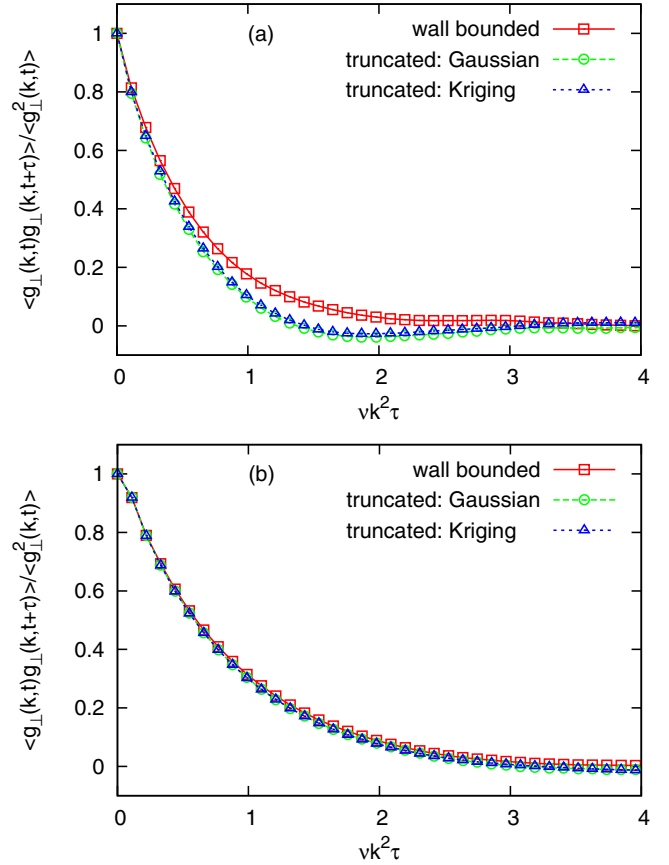 (a)
wall bounded
truncated: Gaussian
truncated: Kriging
1
0.8
0.6
0.4
0.2
0
<g⊥(k,t)g⊥(k,t+τ)>/<g⊥²(k,t)>
0 1 2 3 4
νk²τ
(b)
wall bounded
truncated: Gaussian
truncated: Kriging
1
0.8
0.6
0.4
0.2
0
<g⊥(k,t)g⊥(k,t+τ)>/<g⊥²(k,t)>
0 1 2 3 4
νk²τ